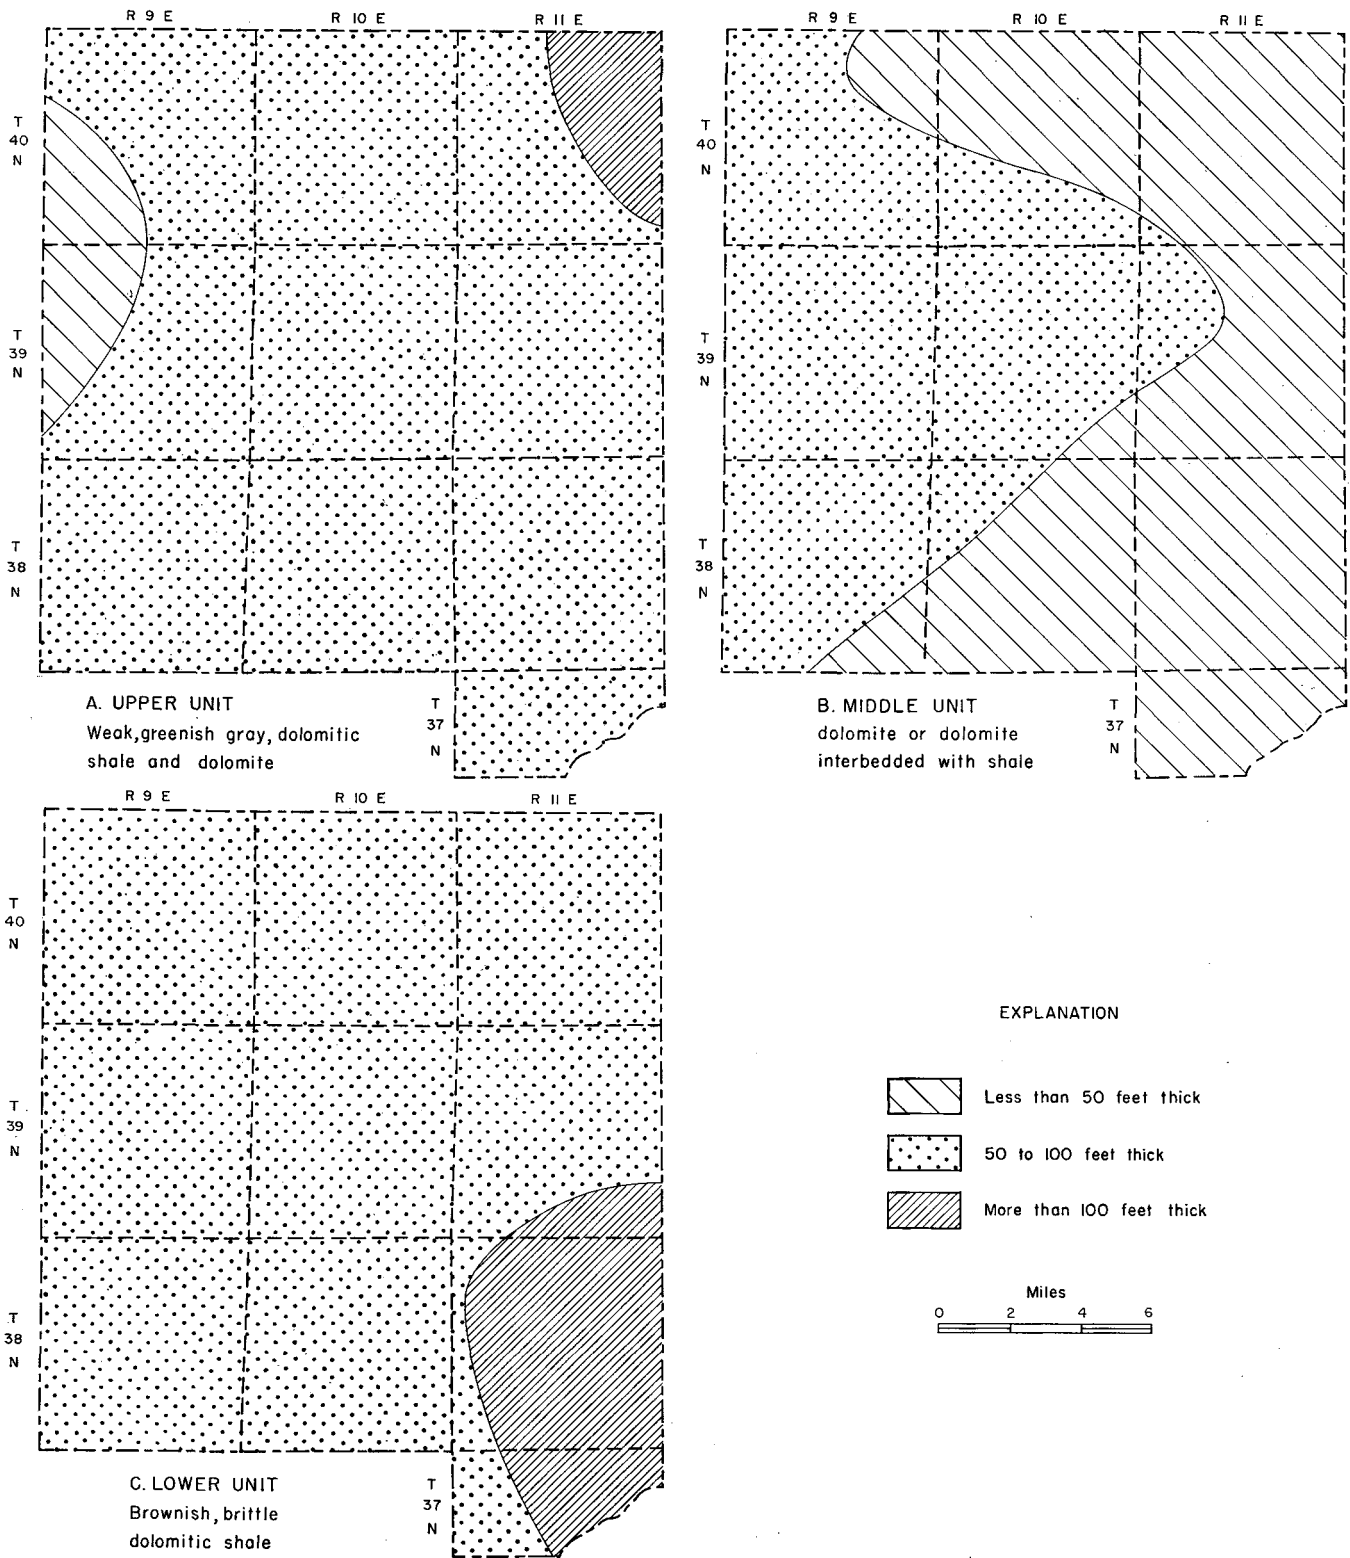 R 9 E R 10 E R 11 E
T
40
N
T
39
N
T
38
N
A. UPPER UNIT
Weak, greenish gray, dolomitic
shale and dolomite
T
37
N
R 9 E R 10 E R 11 E
T
40
N
T
39
N
T
38
N
B. MIDDLE UNIT
dolomite or dolomite
interbedded with shale
T
37
N
R 9 E R 10 E R 11 E
T
40
N
T
39
N
T
38
N
C. LOWER UNIT
Brownish, brittle
dolomitic shale
T
37
N
EXPLANATION
Less than 50 feet thick
50 to 100 feet thick
More than 100 feet thick
Miles
0 2 4 6